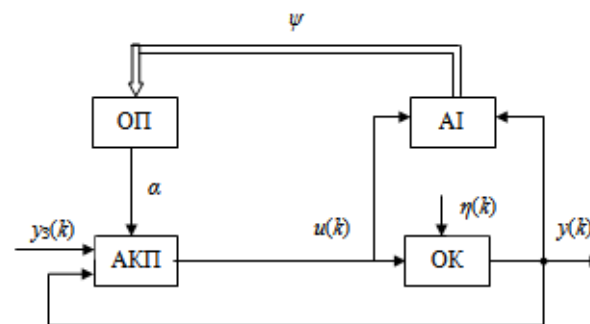 ψ
ОП
АІ
α
η(k)
yз(k)
u(k)
y(k)
АКП
ОК